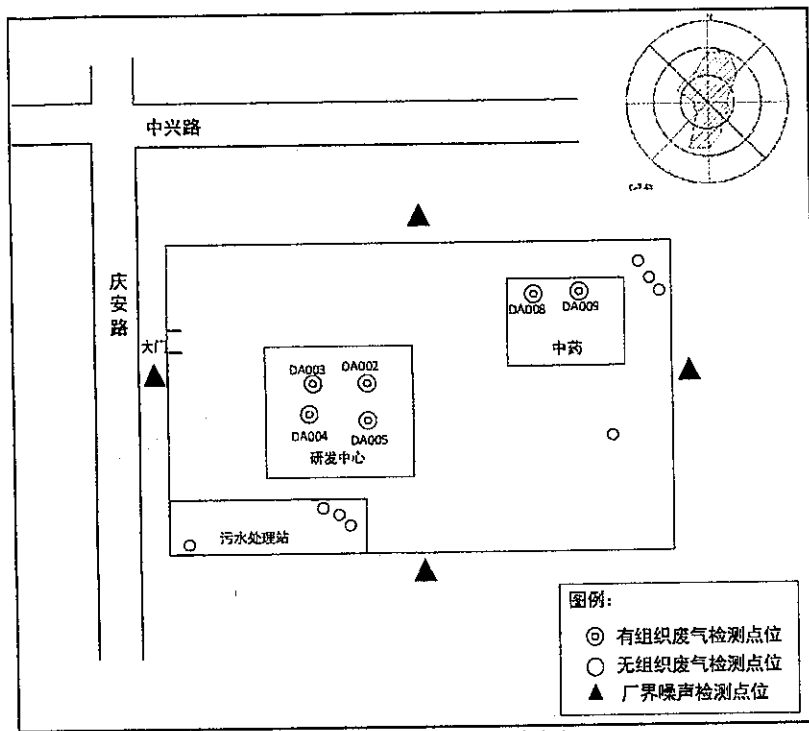 N
中兴路
庆安路
大门
DA008
DA009
中药
DA003
DA002
DA004
DA005
研发中心
污水处理站
图例：
有组织废气检测点位
无组织废气检测点位
厂界噪声检测点位